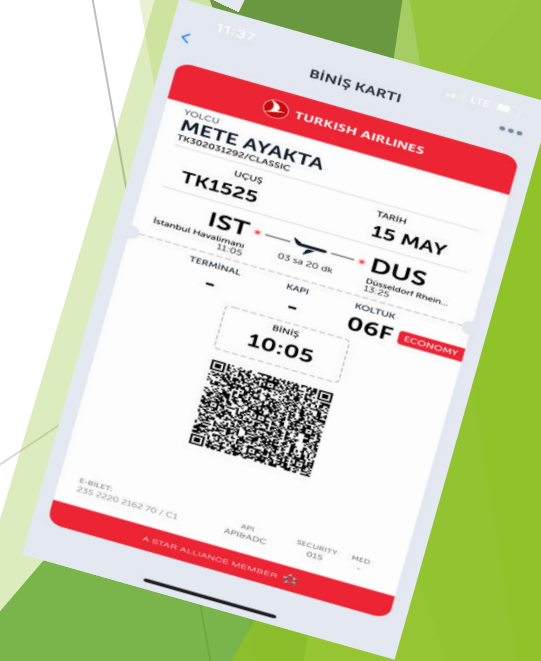 11:37
LTE
BİNİŞ KARTI
TURKISH AIRLINES
YOLCU
METE AYAKTA
TK302031292/CLASSIC
UÇUŞ
TARİH
TK1525
15 MAY
IST
DUS
İstanbul Havalimanı
03 sa 20 dk
Düsseldorf Rhein...
11:05
13:25
TERMİNAL
KAPI
KOLTUK
-
-
06F ECONOMY
BİNİŞ
10:05
E-BİLET:
235 2220 2162 70 / C1
API
API&ADC
SECURITY
015
MED
-
A STAR ALLIANCE MEMBER